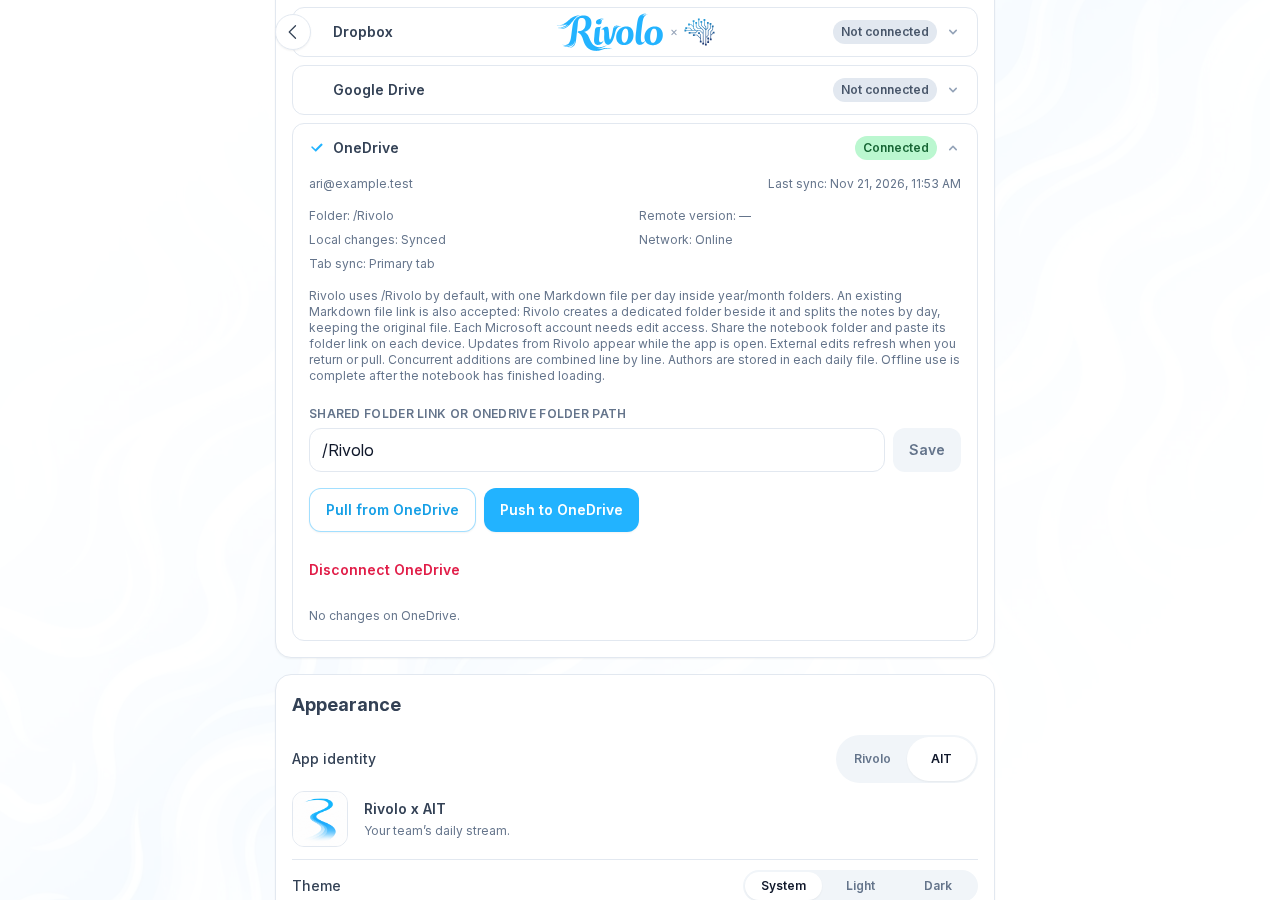 Dropbox
Rivolo ×
Not connected
Google Drive
Not connected
OneDrive
Connected
ari@example.test
Last sync: Nov 21, 2026, 11:53 AM
Folder: /Rivolo
Remote version: —
Local changes: Synced
Network: Online
Tab sync: Primary tab
Rivolo uses /Rivolo by default, with one Markdown file per day inside year/month folders. An existing
Markdown file link is also accepted: Rivolo creates a dedicated folder beside it and splits the notes by day,
keeping the original file. Each Microsoft account needs edit access. Share the notebook folder and paste its
folder link on each device. Updates from Rivolo appear while the app is open. External edits refresh when you
return or pull. Concurrent additions are combined line by line. Authors are stored in each daily file. Offline use is
complete after the notebook has finished loading.
SHARED FOLDER LINK OR ONEDRIVE FOLDER PATH
/Rivolo
Save
Pull from OneDrive
Push to OneDrive
Disconnect OneDrive
No changes on OneDrive.
Appearance
App identity
Rivolo
AIT
Rivolo x AIT
Your team’s daily stream.
Theme
System
Light
Dark